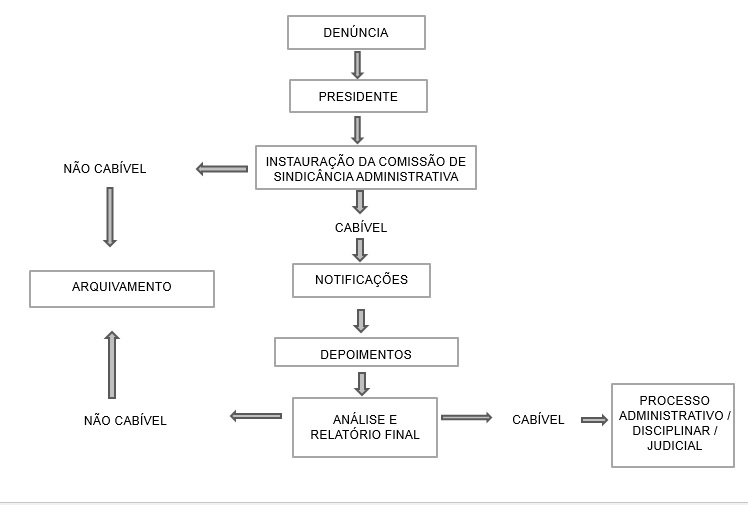 DENÚNCIA
PRESIDENTE
INSTAURAÇÃO DA COMISSÃO DE
SINDICÂNCIA ADMINISTRATIVA
NÃO CABÍVEL
CABÍVEL
NOTIFICAÇÕES
ARQUIVAMENTO
DEPOIMENTOS
ANÁLISE E
RELATÓRIO FINAL
NÃO CABÍVEL
CABÍVEL
PROCESSO
ADMINISTRATIVO /
DISCIPLINAR /
JUDICIAL